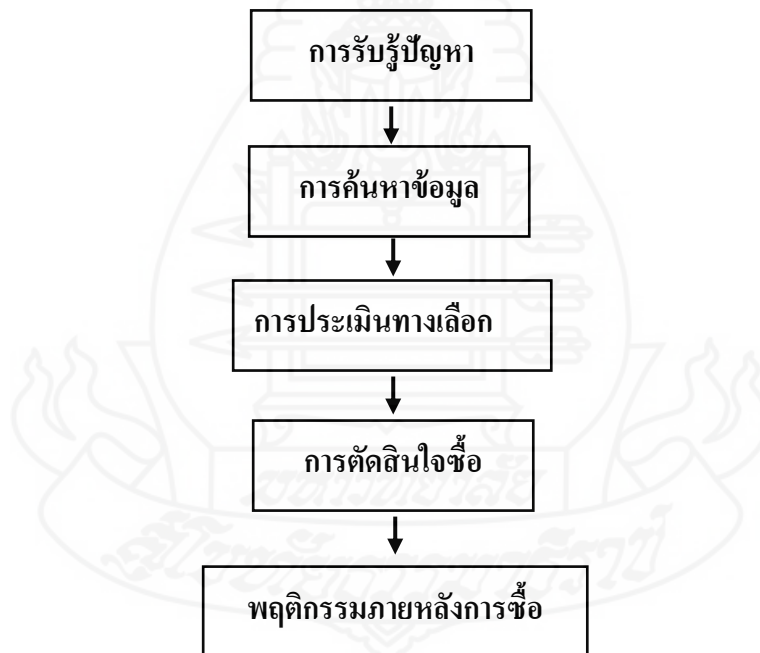 การรับรู้ปัญหา
การค้นหาข้อมูล
การประเมินทางเลือก
การตัดสินใจซื้อ
พฤติกรรมภายหลังการซื้อ